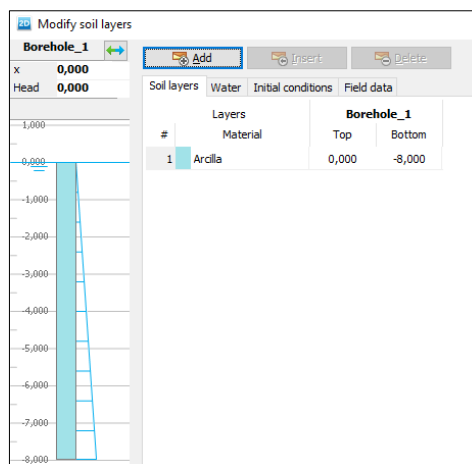 2D Modify soil layers
Borehole_1
x 0,000
Head 0,000
Add Insert Delete
Soil layers Water Initial conditions Field data
Layers Borehole_1
# Material Top Bottom
1 Arcilla 0,000 -8,000
1,000
0,000
-1,000
-2,000
-3,000
-4,000
-5,000
-6,000
-7,000
-8,000